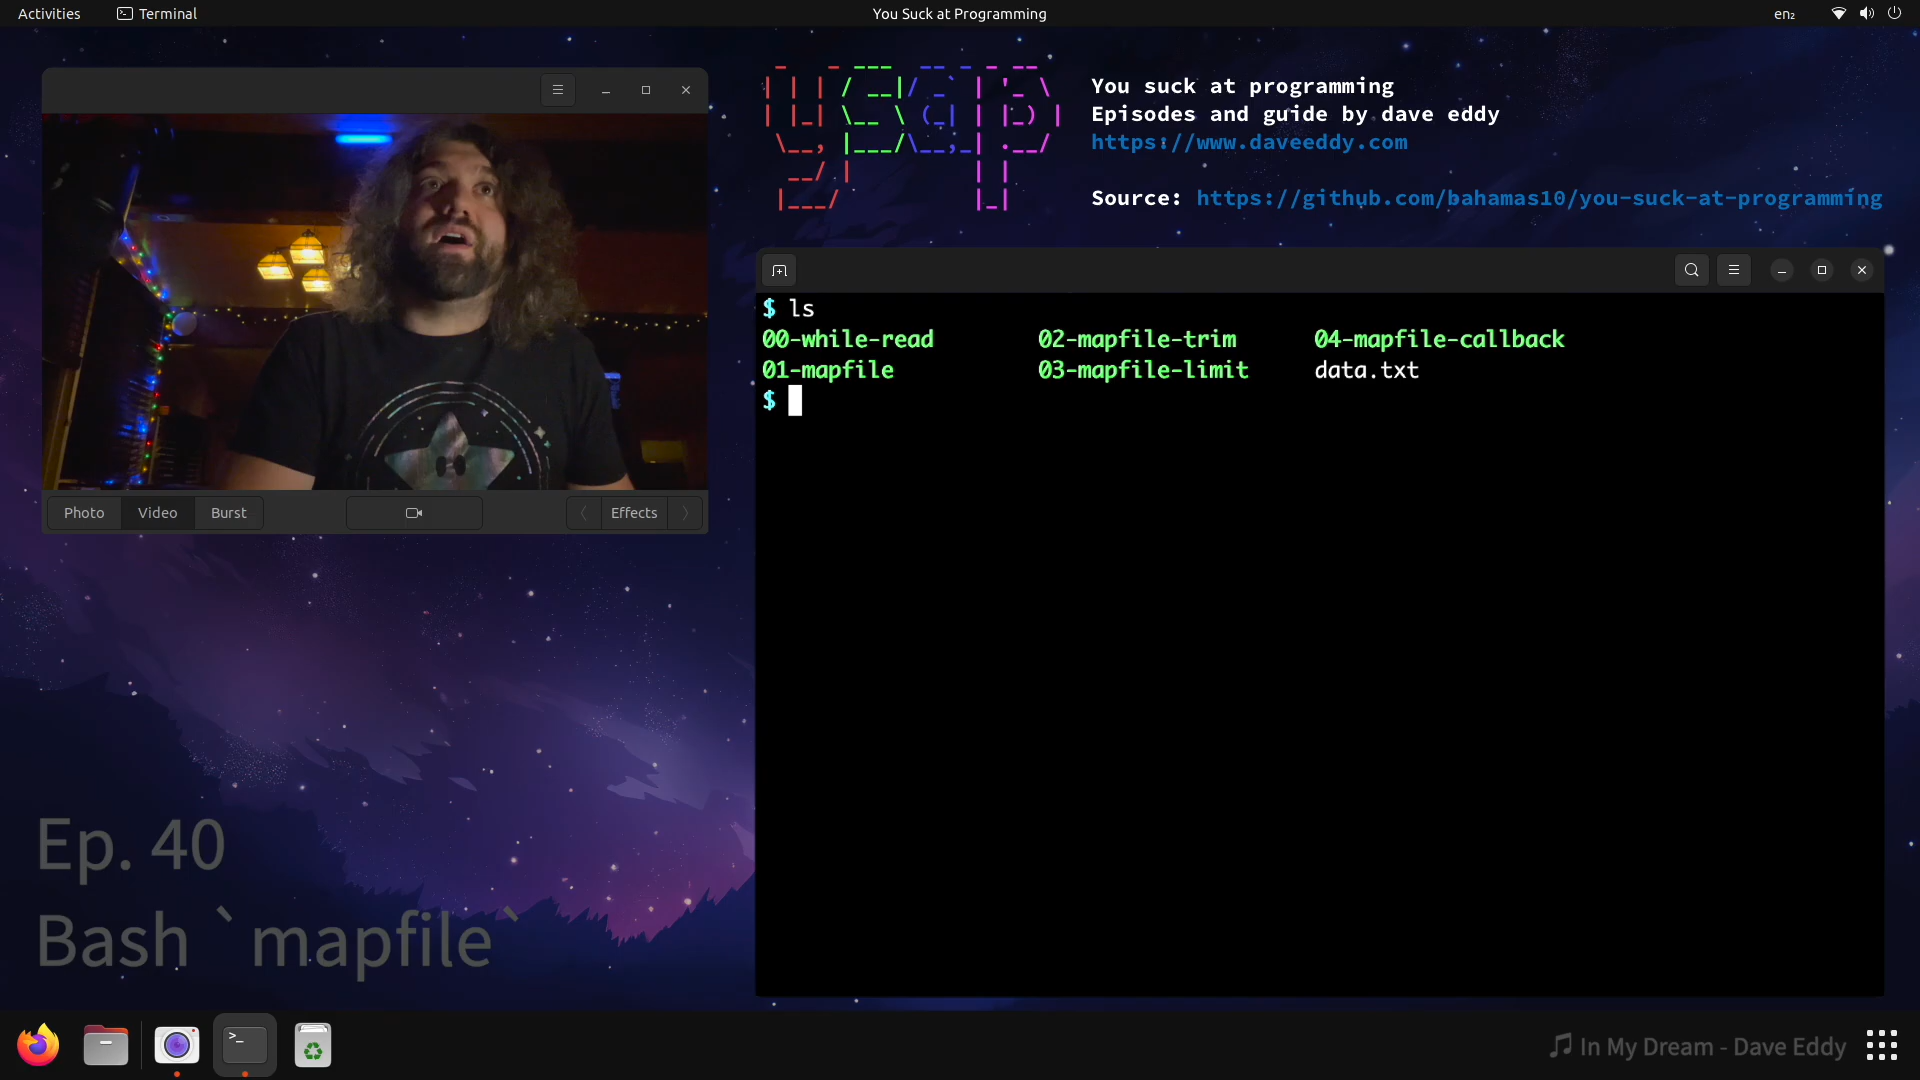 Activities
Terminal
You Suck at Programming
en₂
You suck at programming
Episodes and guide by dave eddy
https://www.daveeddy.com
Source: https://github.com/bahamas10/you-suck-at-programming
$ ls
00-while-read 02-mapfile-trim 04-mapfile-callback
01-mapfile 03-mapfile-limit data.txt
$
Photo
Video
Burst
Effects
Ep. 40
Bash `mapfile`
In My Dream - Dave Eddy